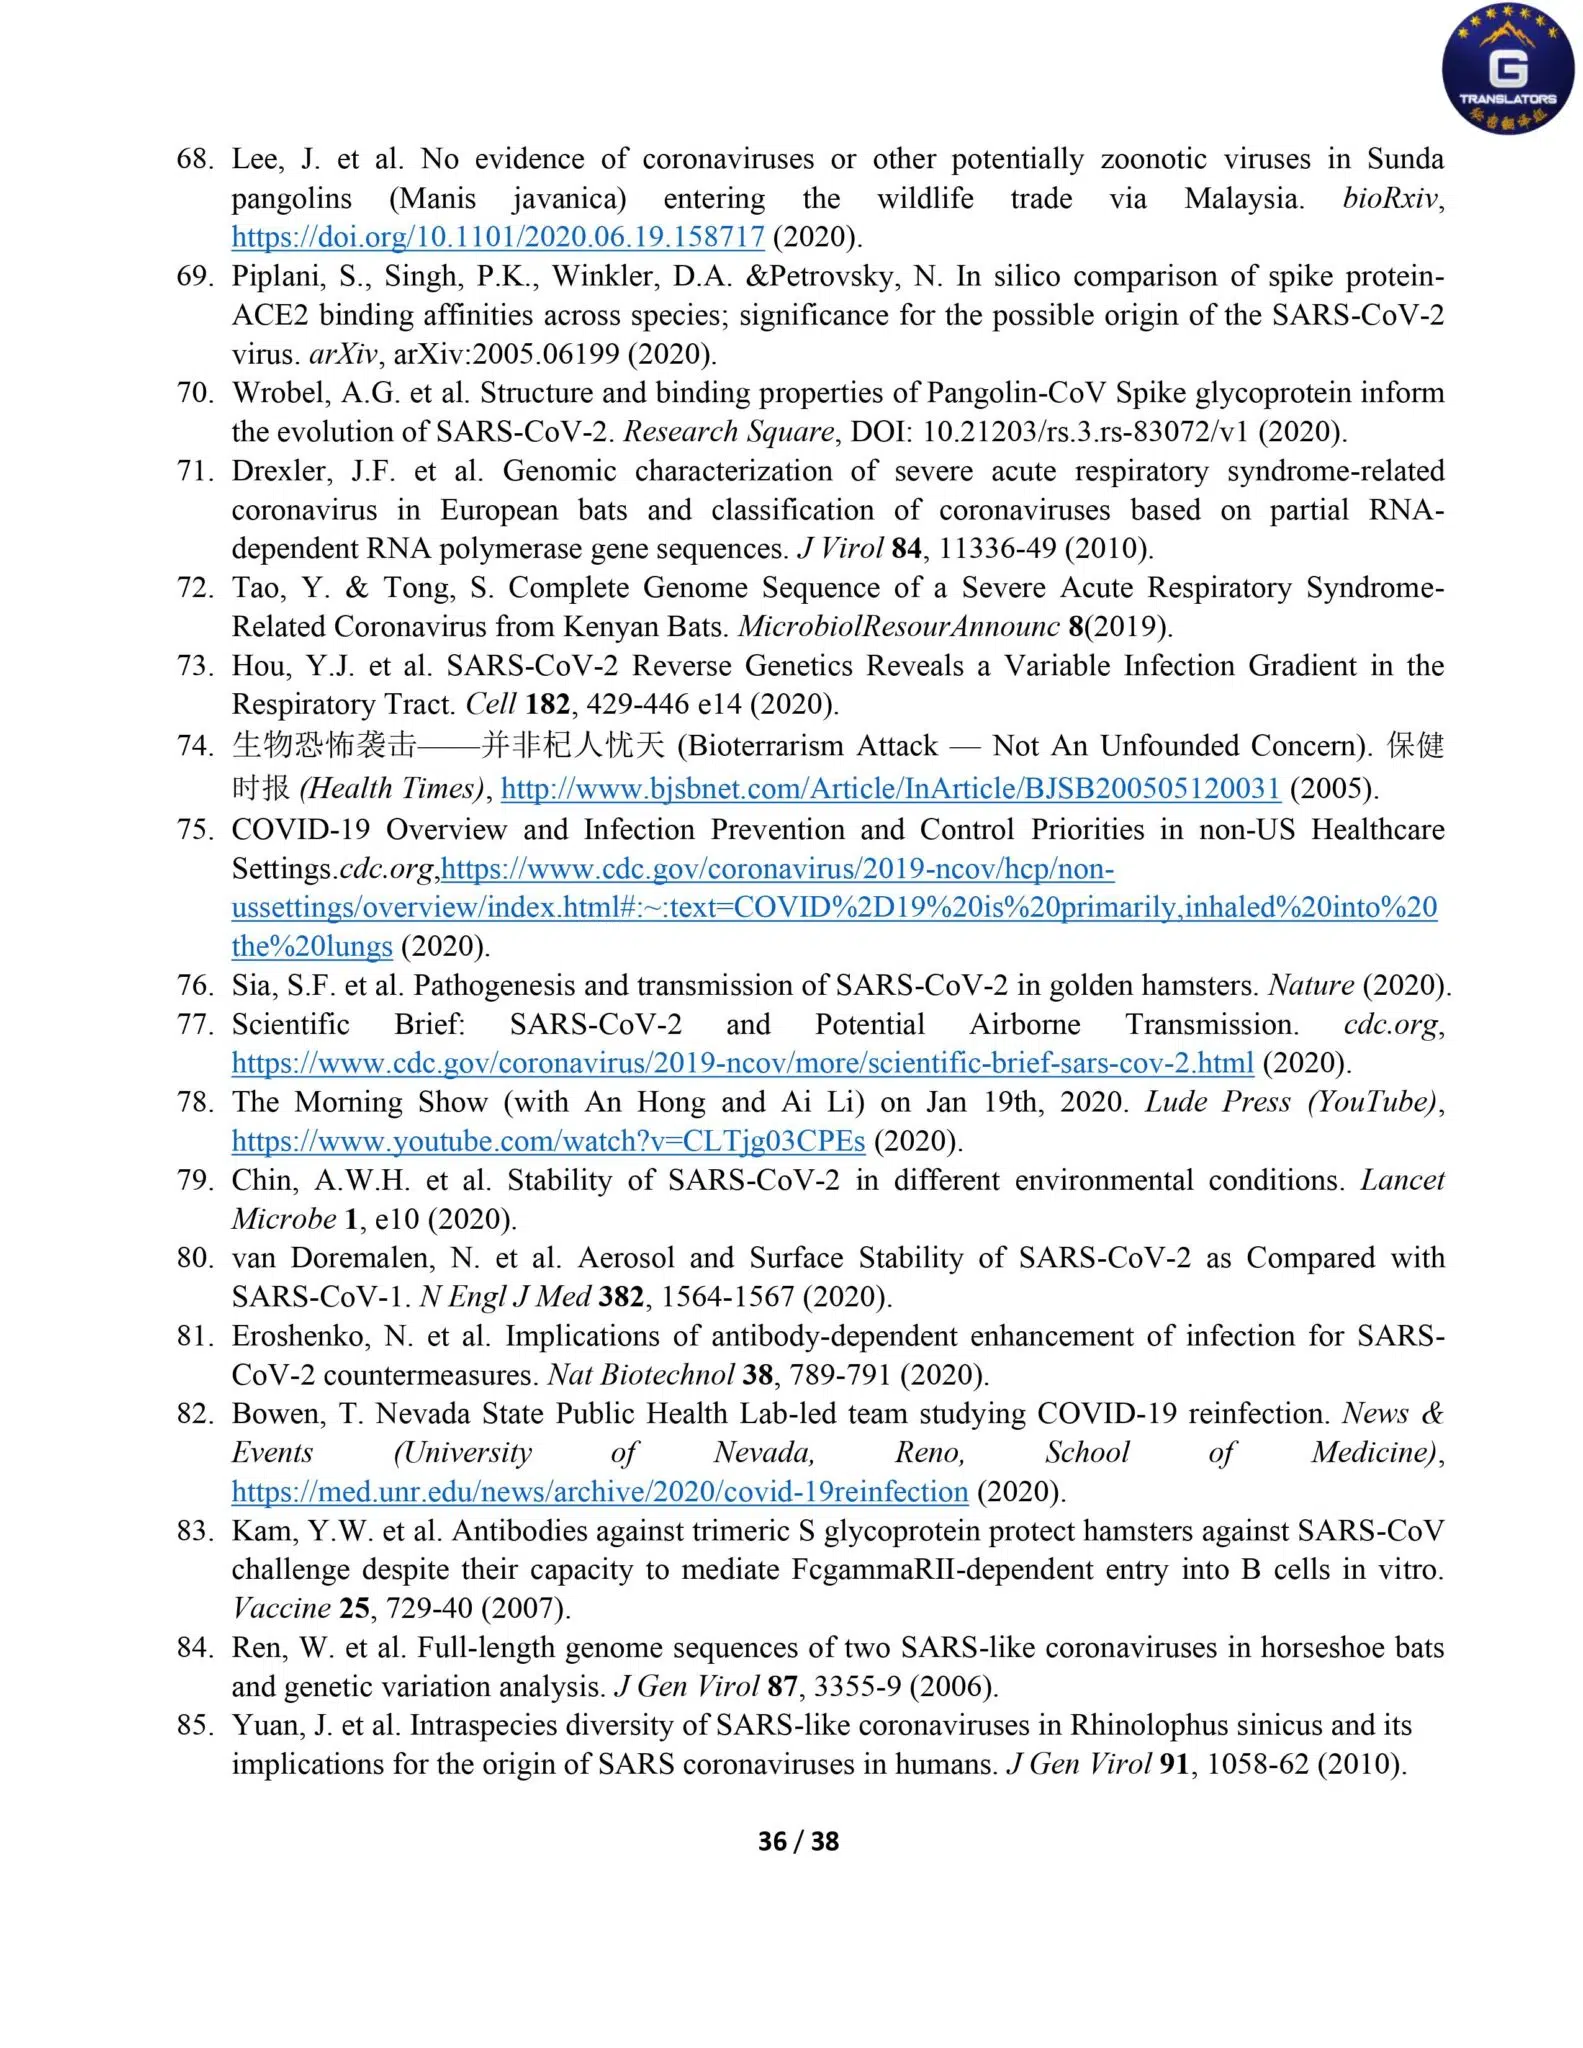 G
TRANSLATORS
秘密翻译组
68. Lee, J. et al. No evidence of coronaviruses or other potentially zoonotic viruses in Sunda
pangolins (Manis javanica) entering the wildlife trade via Malaysia. bioRxiv,
https://doi.org/10.1101/2020.06.19.158717 (2020).
69. Piplani, S., Singh, P.K., Winkler, D.A. &Petrovsky, N. In silico comparison of spike protein-
ACE2 binding affinities across species; significance for the possible origin of the SARS-CoV-2
virus. arXiv, arXiv:2005.06199 (2020).
70. Wrobel, A.G. et al. Structure and binding properties of Pangolin-CoV Spike glycoprotein inform
the evolution of SARS-CoV-2. Research Square, DOI: 10.21203/rs.3.rs-83072/v1 (2020).
71. Drexler, J.F. et al. Genomic characterization of severe acute respiratory syndrome-related
coronavirus in European bats and classification of coronaviruses based on partial RNA-
dependent RNA polymerase gene sequences. J Virol 84, 11336-49 (2010).
72. Tao, Y. & Tong, S. Complete Genome Sequence of a Severe Acute Respiratory Syndrome-
Related Coronavirus from Kenyan Bats. MicrobiolResourAnnounc 8(2019).
73. Hou, Y.J. et al. SARS-CoV-2 Reverse Genetics Reveals a Variable Infection Gradient in the
Respiratory Tract. Cell 182, 429-446 e14 (2020).
74. 生物恐怖袭击——并非杞人忧天 (Bioterrarism Attack — Not An Unfounded Concern). 保健
时报 (Health Times), http://www.bjsbnet.com/Article/InArticle/BJSB200505120031 (2005).
75. COVID-19 Overview and Infection Prevention and Control Priorities in non-US Healthcare
Settings.cdc.org,https://www.cdc.gov/coronavirus/2019-ncov/hcp/non-
ussettings/overview/index.html#:~:text=COVID%2D19%20is%20primarily,inhaled%20into%20
the%20lungs (2020).
76. Sia, S.F. et al. Pathogenesis and transmission of SARS-CoV-2 in golden hamsters. Nature (2020).
77. Scientific Brief: SARS-CoV-2 and Potential Airborne Transmission. cdc.org,
https://www.cdc.gov/coronavirus/2019-ncov/more/scientific-brief-sars-cov-2.html (2020).
78. The Morning Show (with An Hong and Ai Li) on Jan 19th, 2020. Lude Press (YouTube),
https://www.youtube.com/watch?v=CLTjg03CPEs (2020).
79. Chin, A.W.H. et al. Stability of SARS-CoV-2 in different environmental conditions. Lancet
Microbe 1, e10 (2020).
80. van Doremalen, N. et al. Aerosol and Surface Stability of SARS-CoV-2 as Compared with
SARS-CoV-1. N Engl J Med 382, 1564-1567 (2020).
81. Eroshenko, N. et al. Implications of antibody-dependent enhancement of infection for SARS-
CoV-2 countermeasures. Nat Biotechnol 38, 789-791 (2020).
82. Bowen, T. Nevada State Public Health Lab-led team studying COVID-19 reinfection. News &
Events (University of Nevada, Reno, School of Medicine),
https://med.unr.edu/news/archive/2020/covid-19reinfection (2020).
83. Kam, Y.W. et al. Antibodies against trimeric S glycoprotein protect hamsters against SARS-CoV
challenge despite their capacity to mediate FcgammaRII-dependent entry into B cells in vitro.
Vaccine 25, 729-40 (2007).
84. Ren, W. et al. Full-length genome sequences of two SARS-like coronaviruses in horseshoe bats
and genetic variation analysis. J Gen Virol 87, 3355-9 (2006).
85. Yuan, J. et al. Intraspecies diversity of SARS-like coronaviruses in Rhinolophus sinicus and its
implications for the origin of SARS coronaviruses in humans. J Gen Virol 91, 1058-62 (2010).
36 / 38